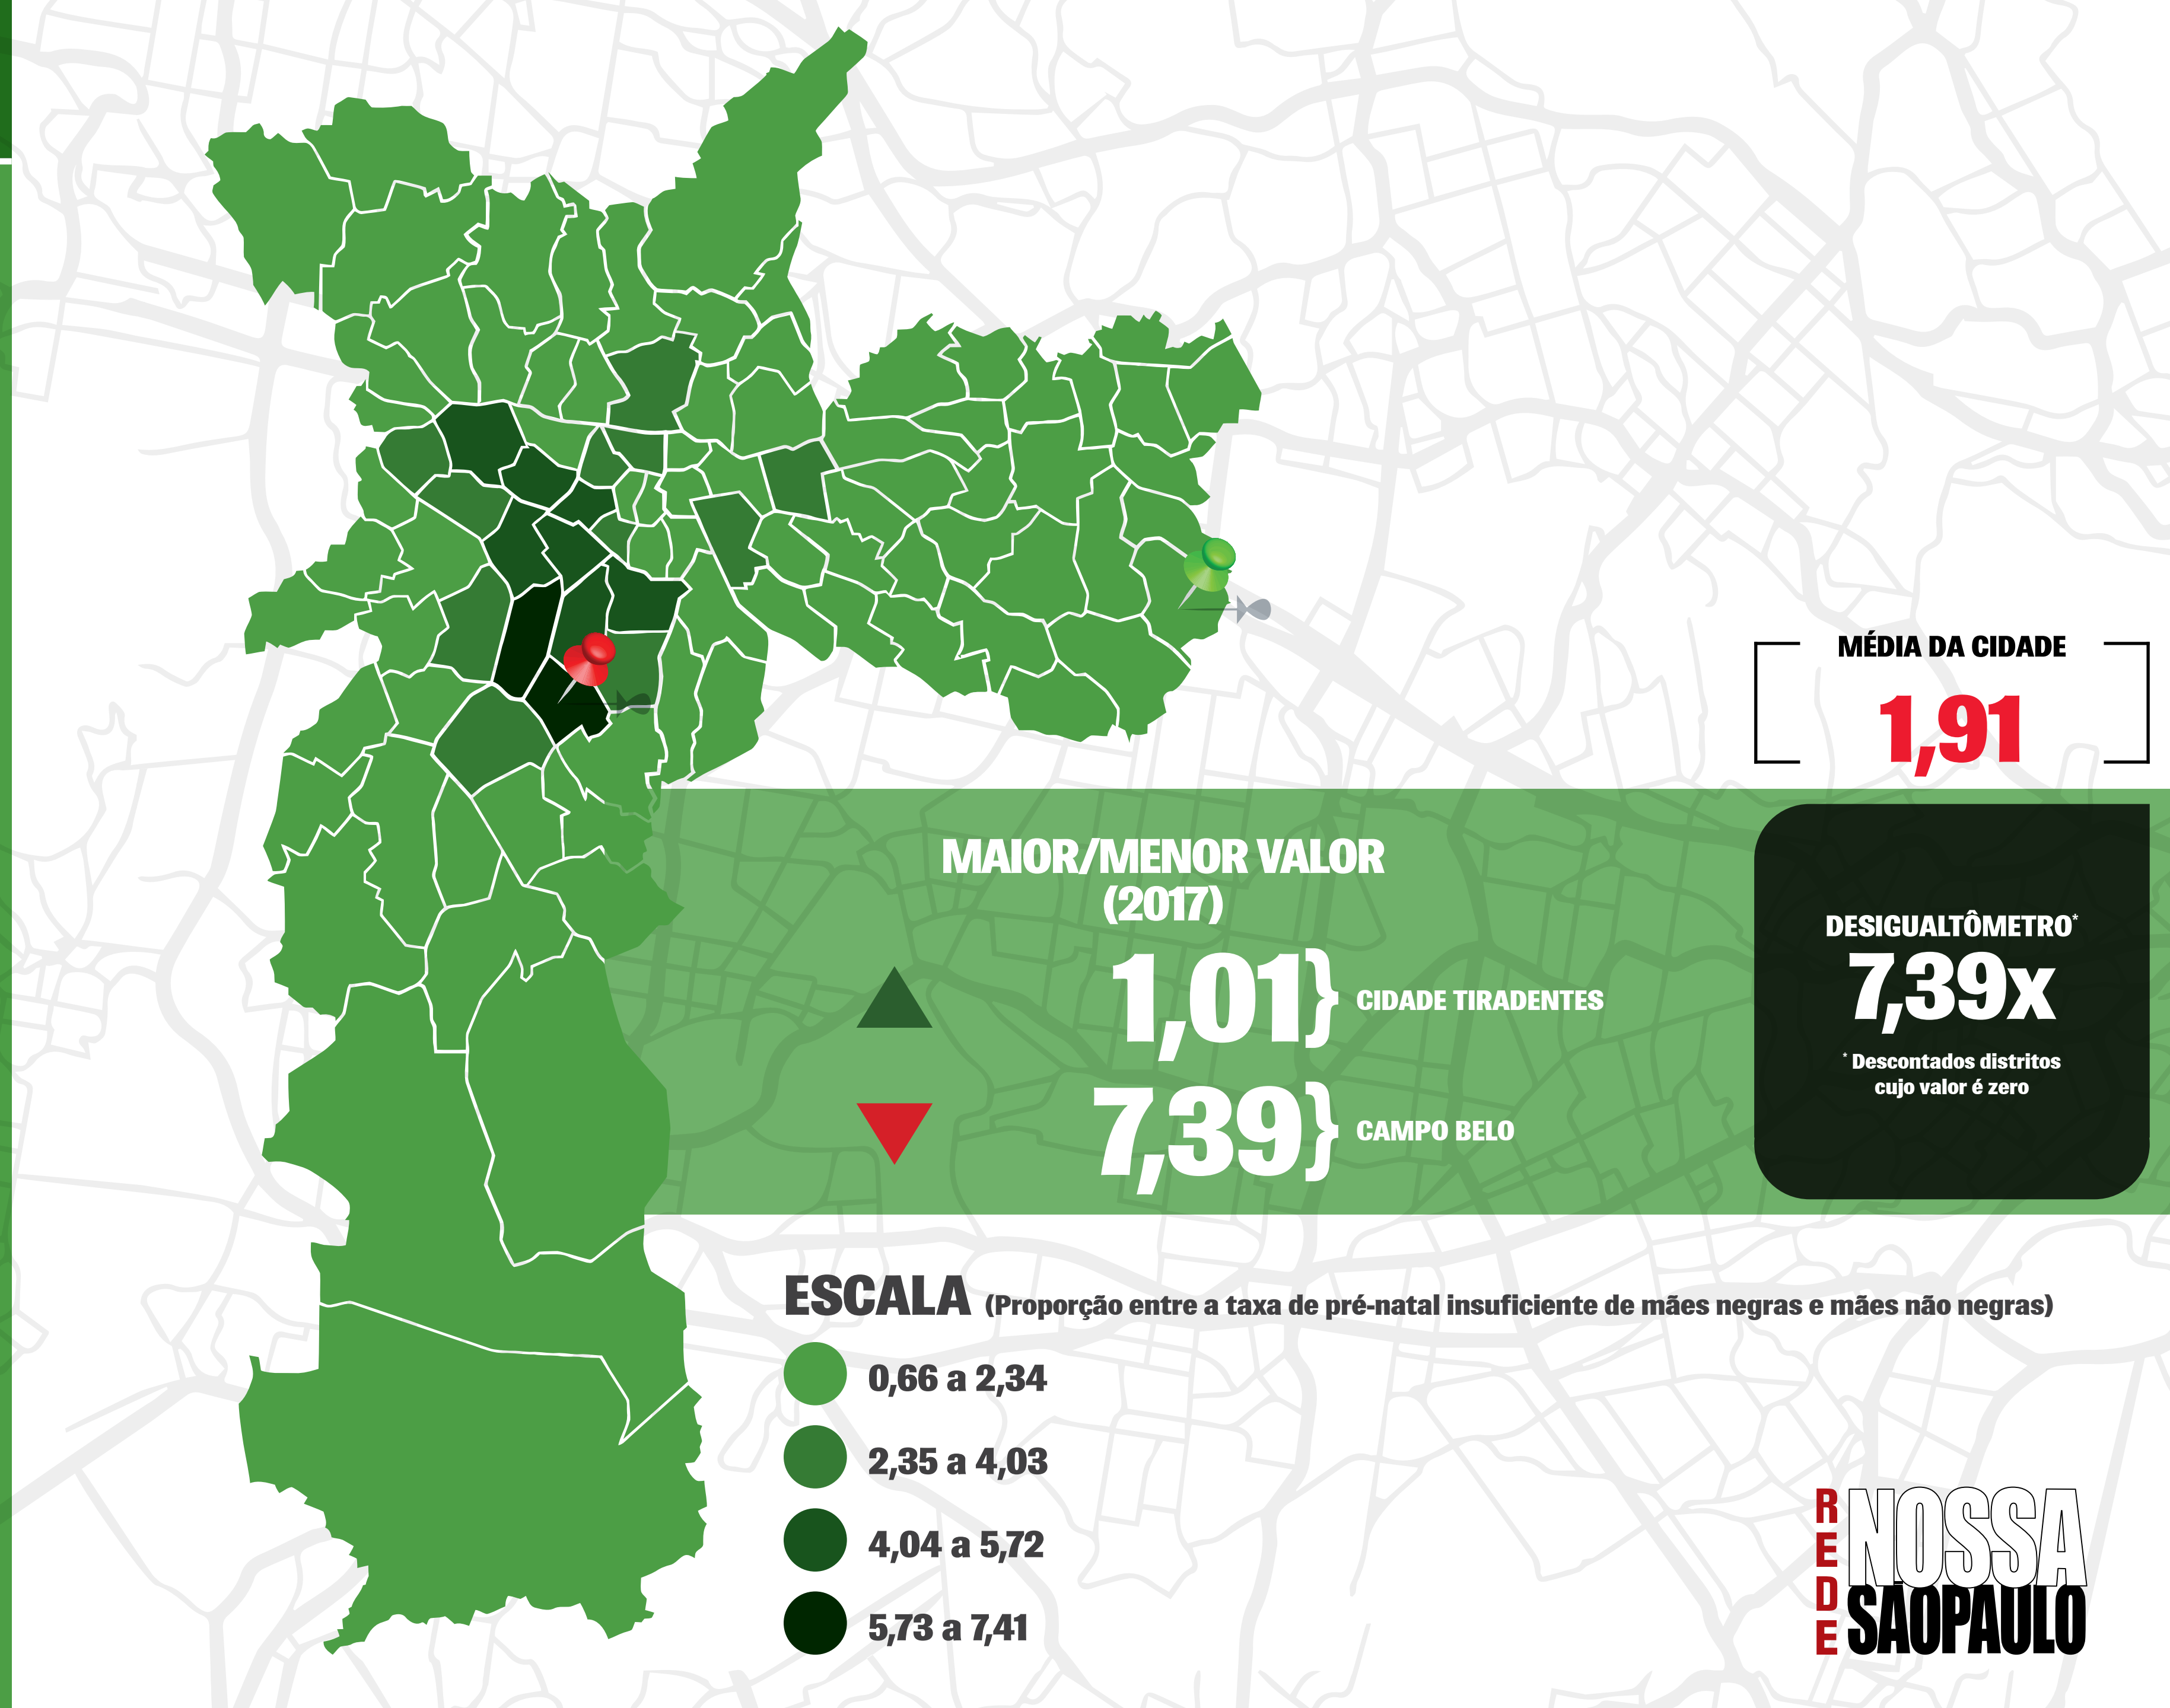 MÉDIA DA CIDADE
1,91
MAIOR/MENOR VALOR
(2017)
1,01} CIDADE TIRADENTES
7,39} CAMPO BELO
DESIGUALTÔMETRO*
7,39x
* Descontados distritos
cujo valor é zero
ESCALA (Proporção entre a taxa de pré-natal insuficiente de mães negras e mães não negras)
0,66 a 2,34
2,35 a 4,03
4,04 a 5,72
5,73 a 7,41
REDE
NOSSA
SÃOPAULO